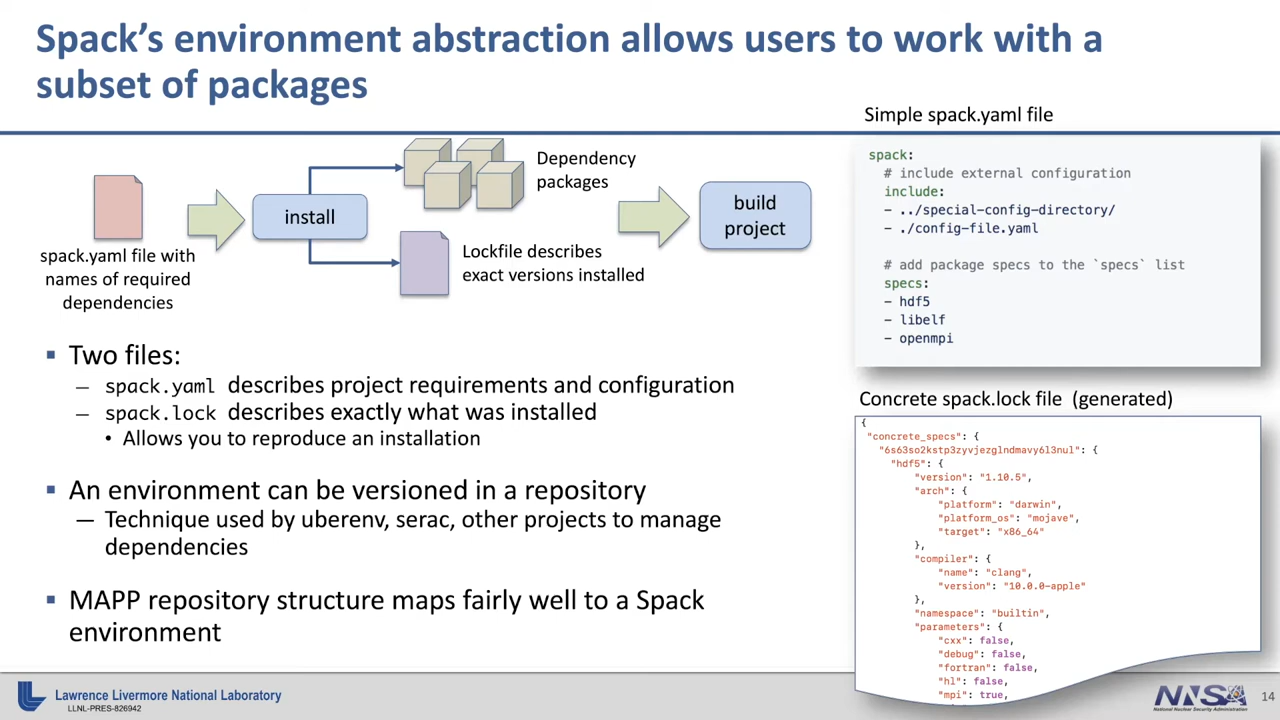 Spack's environment abstraction allows users to work with a
subset of packages
Simple spack.yaml file
spack.yaml file with
names of required
dependencies
install
Dependency
packages
Lockfile describes
exact versions installed
build
project
spack:
# include external configuration
include:
- ../special-config-directory/
- ./config-file.yaml
# add package specs to the `specs` list
specs:
- hdf5
- libelf
- openmpi
▪ Two files:
— spack.yaml describes project requirements and configuration
— spack.lock describes exactly what was installed
• Allows you to reproduce an installation
▪ An environment can be versioned in a repository
— Technique used by uberenv, serac, other projects to manage
dependencies
▪ MAPP repository structure maps fairly well to a Spack
environment
Concrete spack.lock file (generated)
{
"concrete_specs": {
"6s63so2kstp3zyvjezglndmavy6l3nul": {
"hdf5": {
"version": "1.10.5",
"arch": {
"platform": "darwin",
"platform_os": "mojave",
"target": "x86_64"
},
"compiler": {
"name": "clang",
"version": "10.0.0-apple"
},
"namespace": "builtin",
"parameters": {
"cxx": false,
"debug": false,
"fortran": false,
"hl": false,
"mpi": true,
Lawrence Livermore National Laboratory
LLNL-PRES-826942
NNSA
National Nuclear Security Administration
14